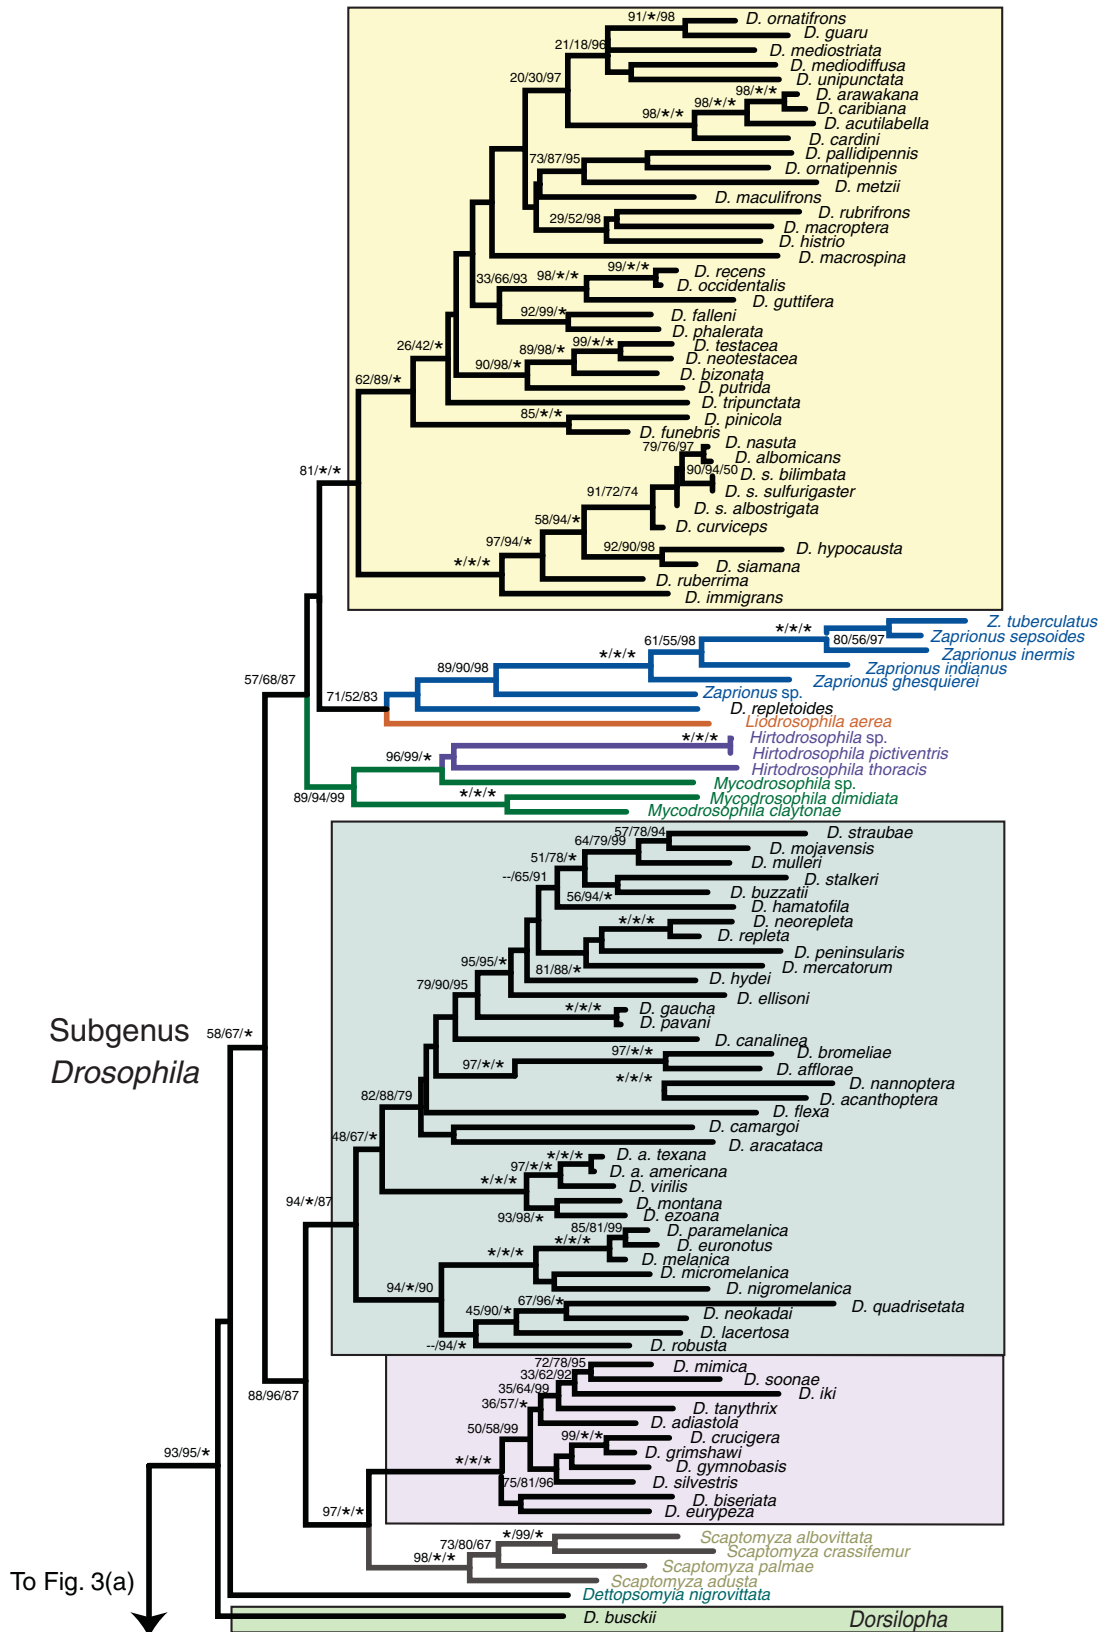 91/*/98
D. ornatifrons
D. guaru
21/18/96
D. mediostriata
D. mediodiffusa
20/30/97
D. unipunctata
98/*/*
D. arawakana
98/*/*
D. caribiana
98/*/*
D. acutilabella
D. cardini
73/87/95
D. pallidipennis
D. ornatipennis
D. metzii
D. maculifrons
29/52/98
D. rubrifrons
D. macroptera
D. histrio
D. macrospina
33/66/93
98/*/*
99/*/*
D. recens
D. occidentalis
D. guttifera
92/99/*
D. falleni
D. phalerata
26/42/*
89/98/*
99/*/*
D. testacea
D. neotestacea
90/98/*
D. bizonata
62/89/*
D. putrida
D. tripunctata
85/*/*
D. pinicola
D. funebris
79/76/97
D. nasuta
D. albomicans
81/*/*
90/94/50
D. s. bilimbata
91/72/74
D. s. sulfurigaster
D. s. albostrigata
58/94/*
D. curviceps
97/94/*
92/90/98
D. hypocausta
*/*/*
D. siamana
D. ruberrima
D. immigrans
*/*/*
Z. tuberculatus
61/55/98
80/56/97
Zaprionus sepsoides
*/*/*
Zaprionus inermis
89/90/98
Zaprionus indianus
57/68/87
Zaprionus ghesquierei
71/52/83
Zaprionus sp.
D. repletoides
Liodrosophila aerea
*/*/*
Hirtodrosophila sp.
96/99/*
Hirtodrosophila pictiventris
Hirtodrosophila thoracis
89/94/99
*/*/*
Mycodrosophila sp.
Mycodrosophila dimidiata
Mycodrosophila claytonae
57/78/94
D. straubae
64/79/99
D. mojavensis
51/78/*
D. mulleri
--/65/91
D. stalkeri
56/94/*
D. buzzatii
D. hamatofila
*/*/*
D. neorepleta
D. repleta
D. peninsularis
95/95/*
81/88/*
D. mercatorum
79/90/95
D. hydei
D. ellisoni
*/*/*
D. gaucha
D. pavani
Subgenus
Drosophila
58/67/*
D. canalinea
97/*/*
97/*/*
D. bromeliae
D. afflorae
*/*/*
D. nannoptera
82/88/79
D. acanthoptera
D. flexa
D. camargoi
48/67/*
D. aracataca
*/*/*
D. a. texana
97/*/*
D. a. americana
*/*/*
D. virilis
94/*/87
D. montana
93/98/*
D. ezoana
85/81/99
D. paramelanica
*/*/*
D. euronotus
*/*/*
D. melanica
94/*/90
D. micromelanica
D. nigromelanica
67/96/*
D. quadrisetata
45/90/*
D. neokadai
D. lacertosa
--/94/*
D. robusta
72/78/95
D. mimica
33/62/92
D. soonae
88/96/87
35/64/99
D. iki
36/57/*
D. tanythrix
D. adiastola
50/58/99
99/*/*
D. crucigera
93/95/*
D. grimshawi
*/*/*
D. gymnobasis
75/81/96
D. silvestris
D. biseriata
97/*/*
D. eurypeza
*/99/*
Scaptomyza albovittata
73/80/67
Scaptomyza crassifemur
98/*/*
Scaptomyza palmae
To Fig. 3(a)
Scaptomyza adusta
Dettopsomyia nigrovittata
D. busckii
Dorsilopha